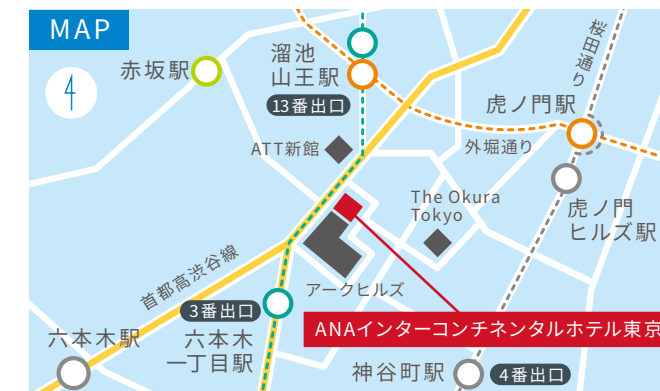 MAP
赤坂駅
溜池
山王駅
13番出口
桜田通り
虎ノ門駅
ATT新館
外堀通り
The Okura
Tokyo
虎ノ門
ヒルズ駅
首都高渋谷線
アークヒルズ
3番出口
六本木駅
六本木
一丁目駅
ANAインターコンチネンタルホテル東京
神谷町駅
4番出口